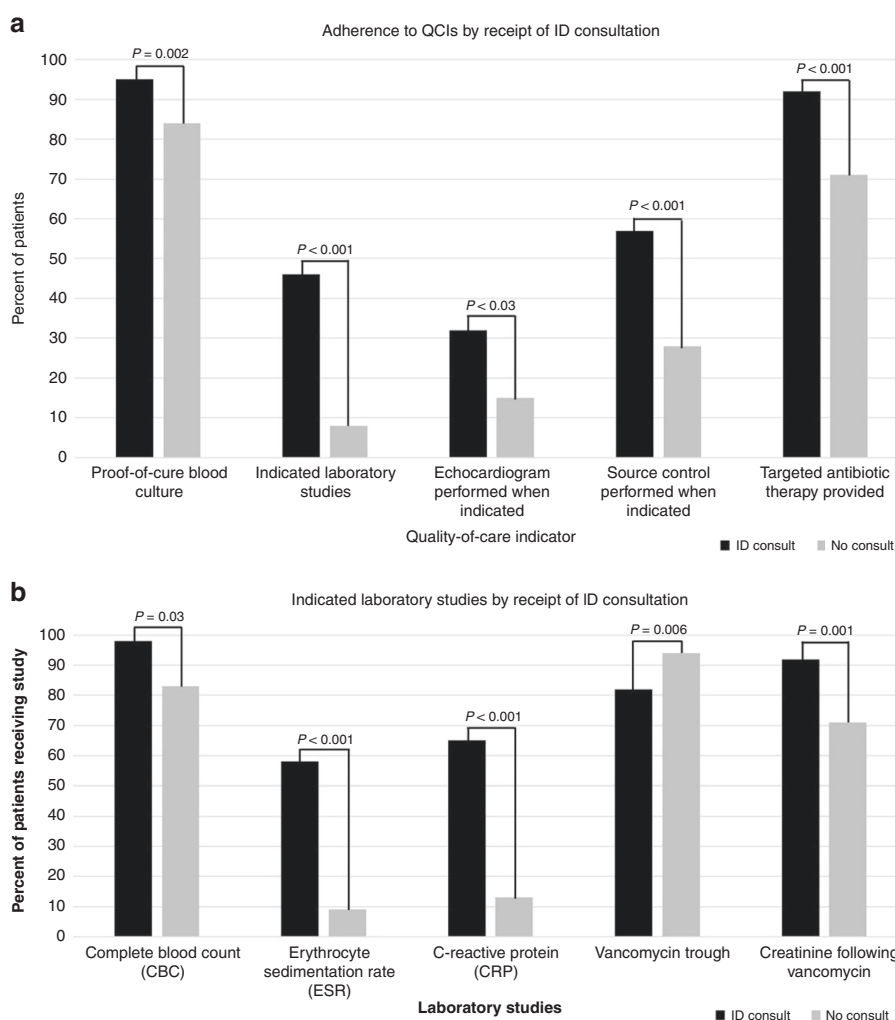 a
Adherence to QCIs by receipt of ID consultation
Percent of patients
100
90
80
70
60
50
40
30
20
10
0
P = 0.002
P < 0.001
P < 0.03
P < 0.001
P < 0.001
Proof-of-cure blood
culture
Indicated laboratory
studies
Echocardiogram
performed when
indicated
Source control
performed when
indicated
Targeted antibiotic
therapy provided
Quality-of-care indicator
ID consult No consult
b
Indicated laboratory studies by receipt of ID consultation
Percent of patients receiving study
100
90
80
70
60
50
40
30
20
10
0
P = 0.03
P < 0.001
P < 0.001
P = 0.006
P = 0.001
Complete blood count
(CBC)
Erythrocyte
sedimentation rate
(ESR)
C-reactive protein
(CRP)
Vancomycin trough
Creatinine following
vancomycin
Laboratory studies
ID consult No consult